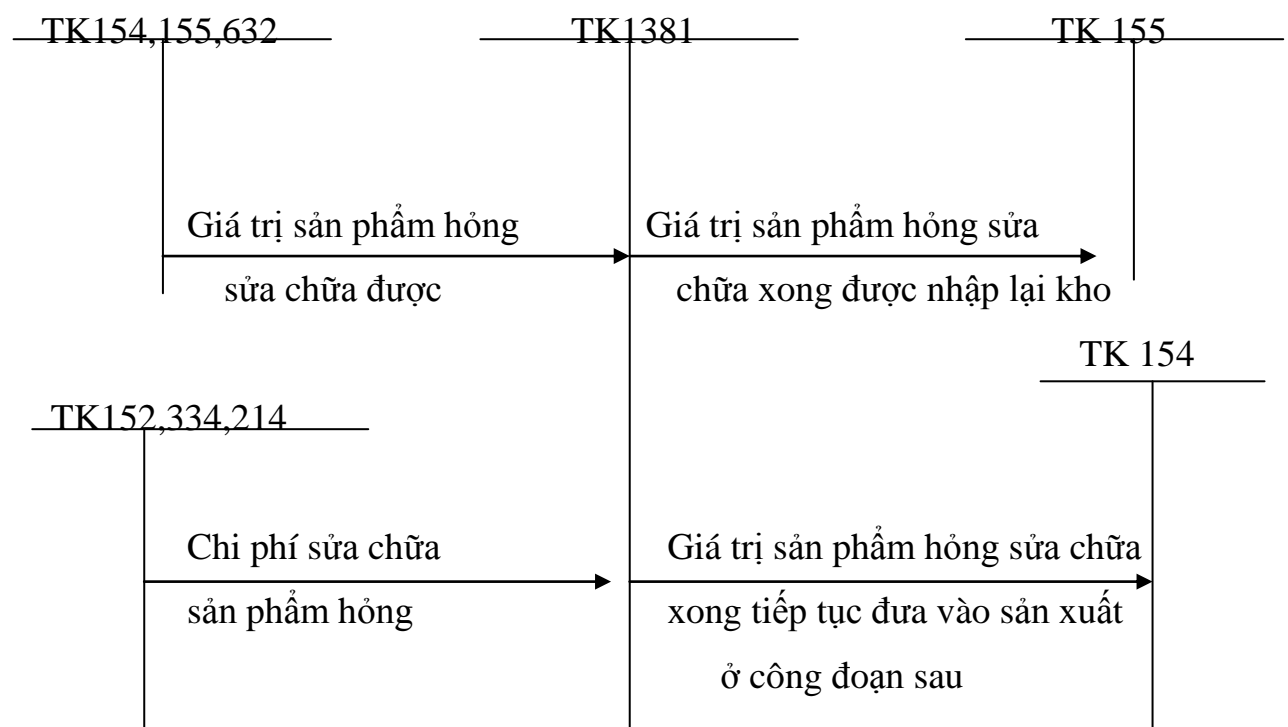 TK154,155,632
TK1381
TK 155
Giá trị sản phẩm hỏng
sửa chữa được
Giá trị sản phẩm hỏng sửa
chữa xong được nhập lại kho
TK 154
TK152,334,214
Chi phí sửa chữa
sản phẩm hỏng
Giá trị sản phẩm hỏng sửa chữa
xong tiếp tục đưa vào sản xuất
ở công đoạn sau